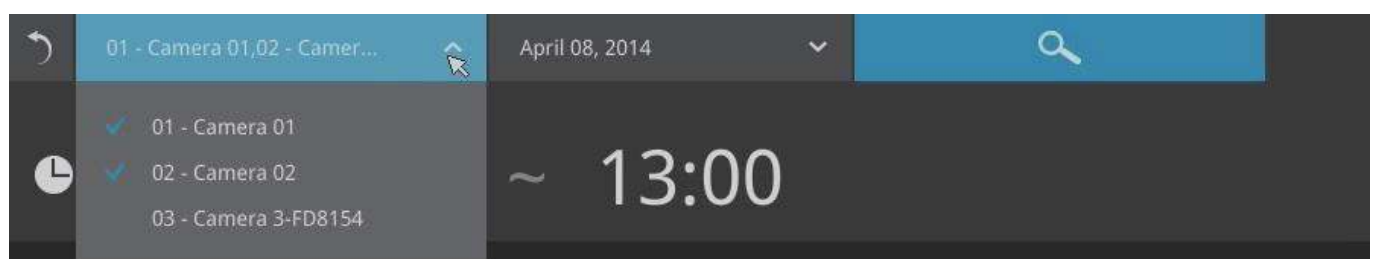 01 - Camera 01,02 - Camer...
April 08, 2014
01 - Camera 01
02 - Camera 02
03 - Camera 3-FD8154
~ 13:00